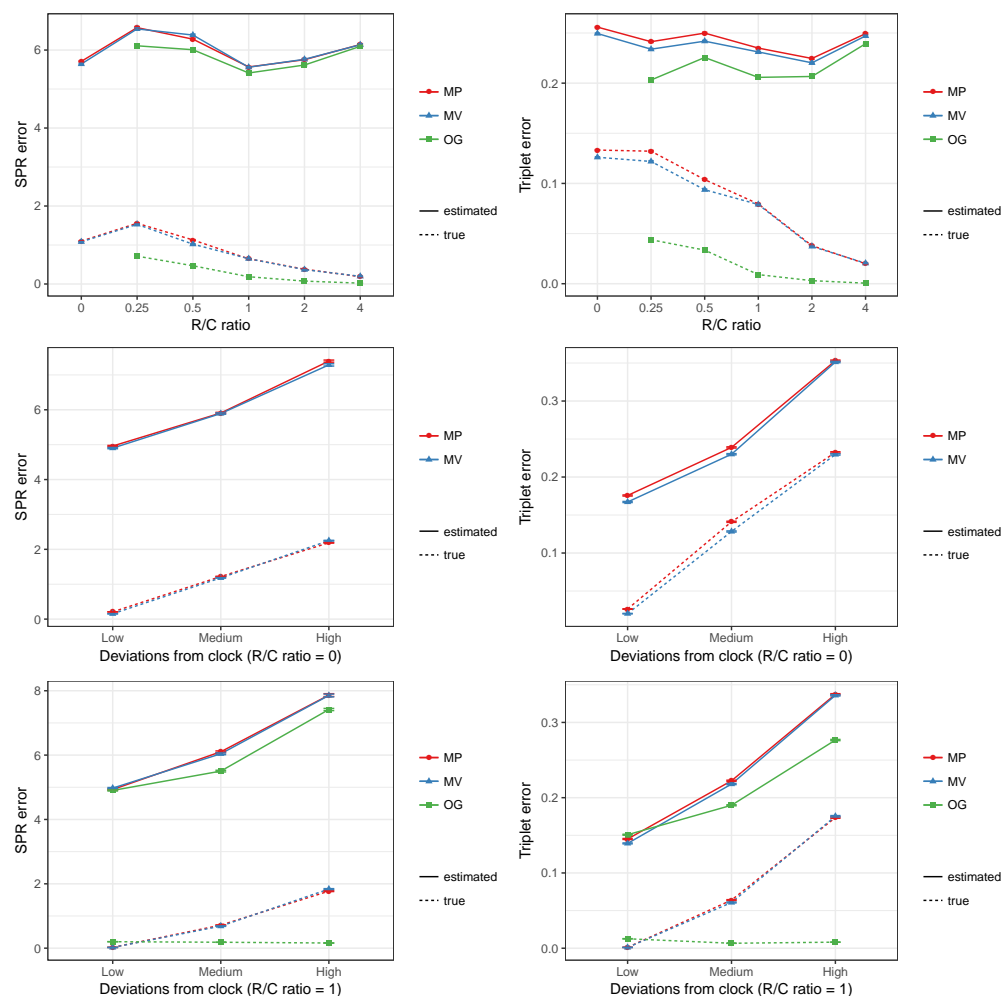 SPR error
6
4
2
0
0
0.25
0.5
1
2
4
R/C ratio
MP
MV
OG
estimated
true
Triplet error
0.2
0.1
0.0
0
0.25
0.5
1
2
4
R/C ratio
MP
MV
OG
estimated
true
SPR error
6
4
2
0
Low
Medium
High
Deviations from clock (R/C ratio = 0)
MP
MV
estimated
true
Triplet error
0.3
0.2
0.1
Low
Medium
High
Deviations from clock (R/C ratio = 0)
MP
MV
estimated
true
SPR error
8
6
4
2
0
Low
Medium
High
Deviations from clock (R/C ratio = 1)
MP
MV
OG
estimated
true
Triplet error
0.3
0.2
0.1
0.0
Low
Medium
High
Deviations from clock (R/C ratio = 1)
MP
MV
OG
estimated
true